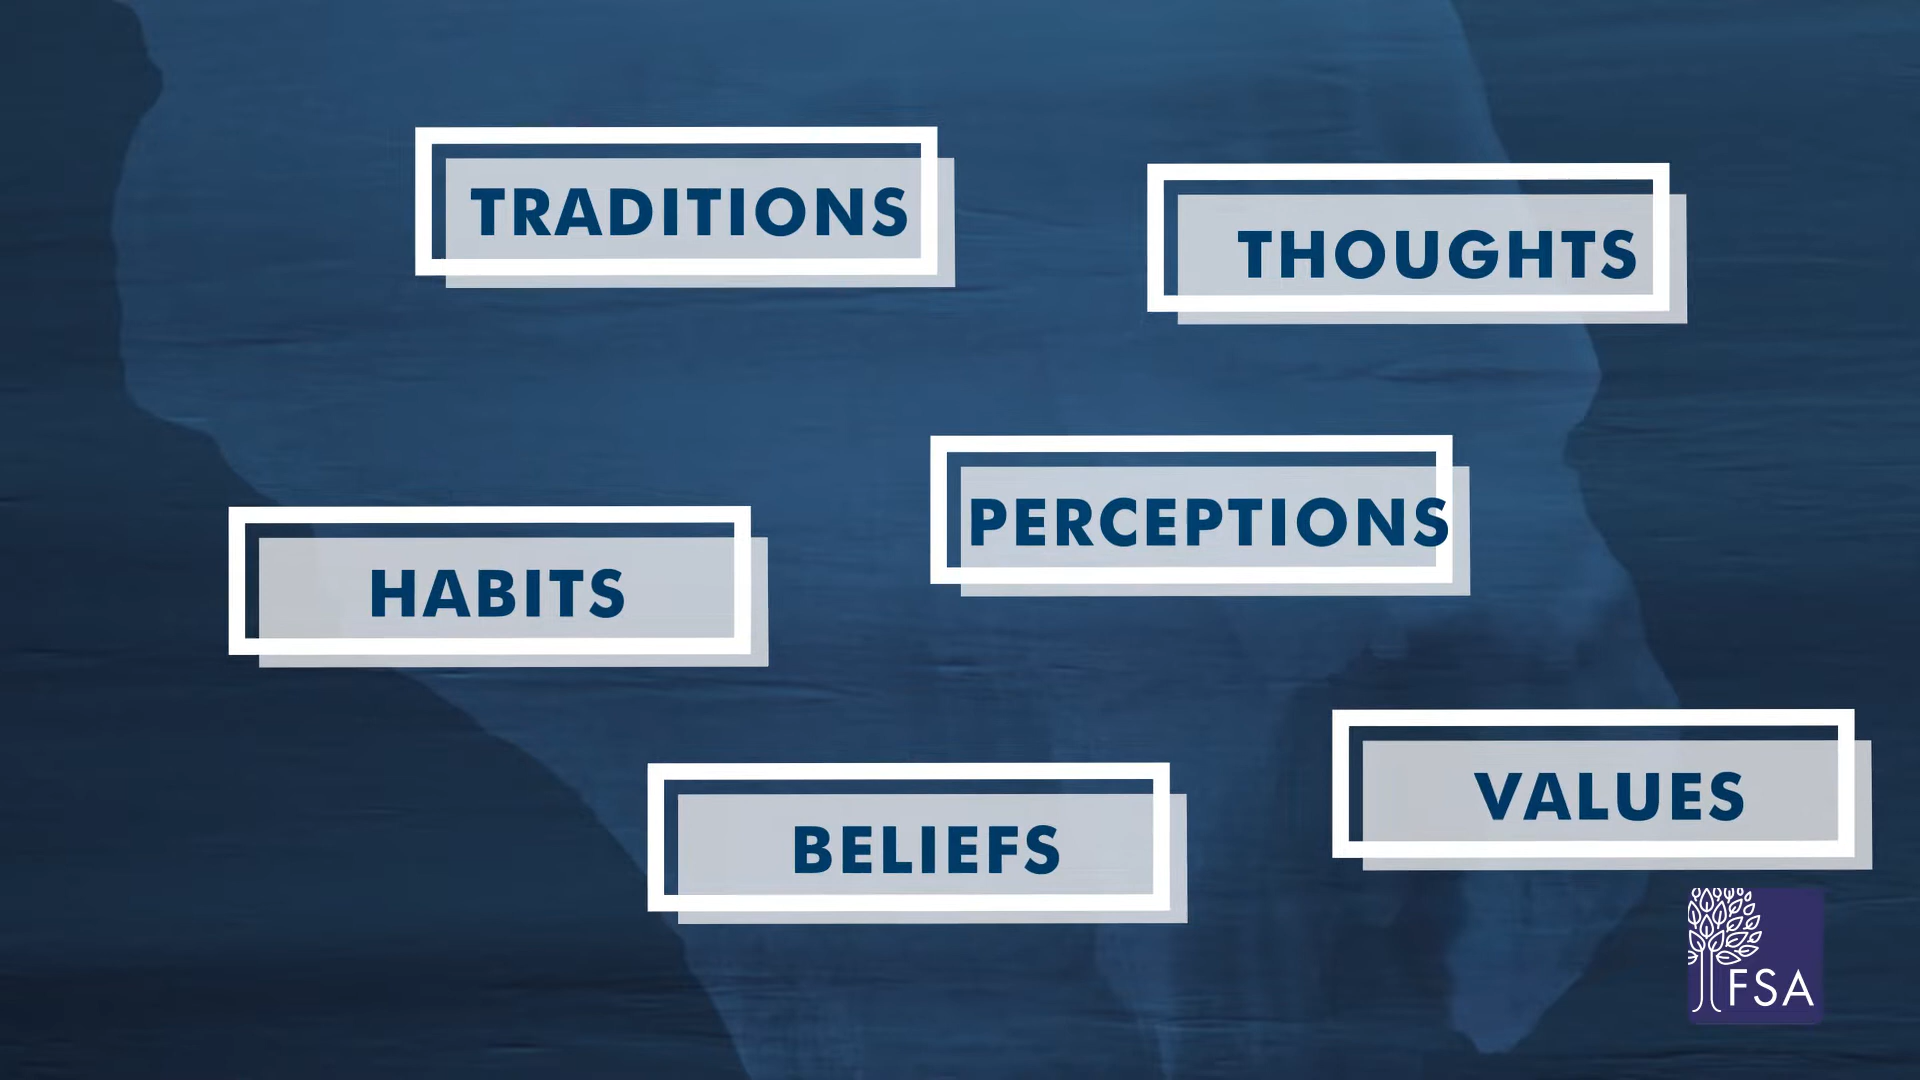 TRADITIONS
THOUGHTS
PERCEPTIONS
HABITS
VALUES
BELIEFS
FSA